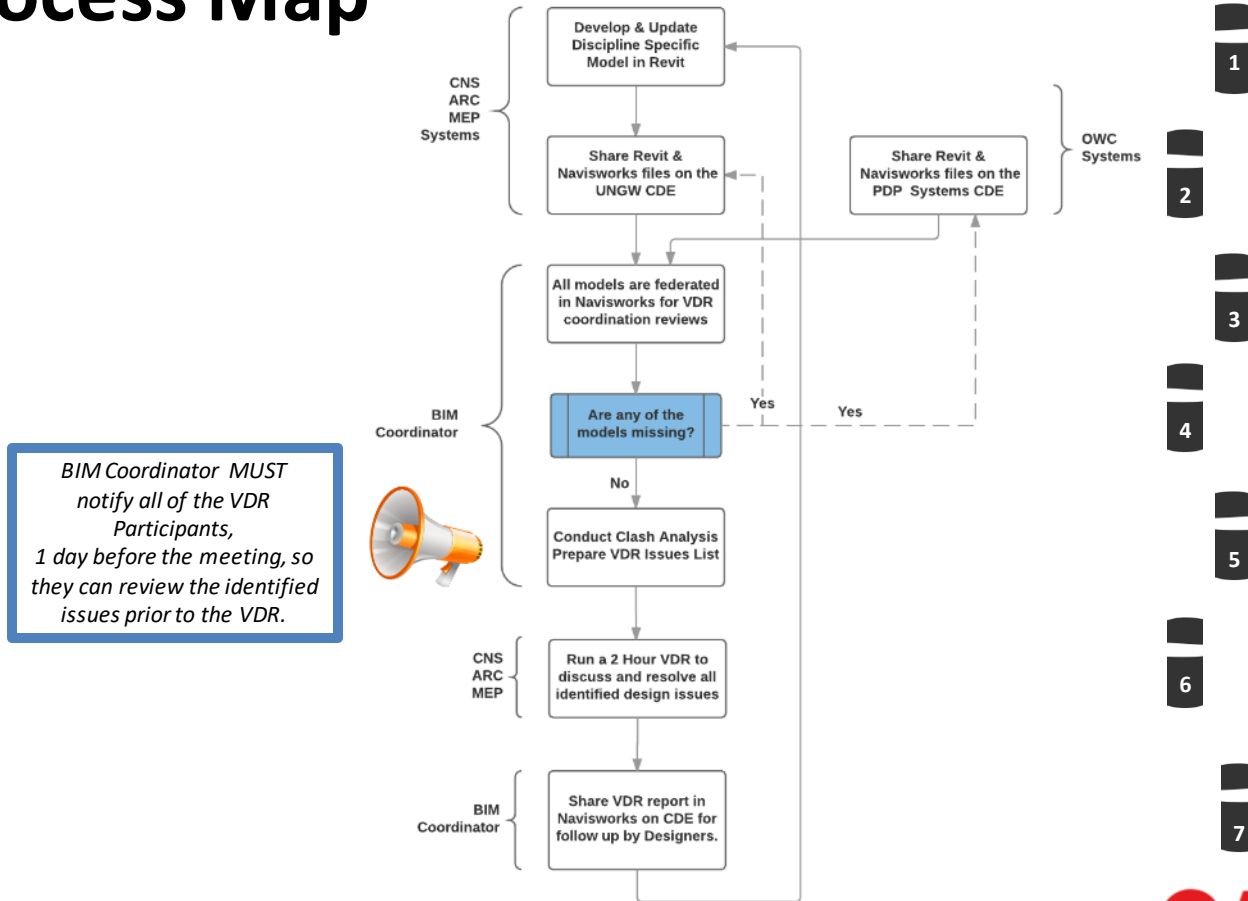 ocess Map
Develop & Update
Discipline Specific
Model in Revit
CNS
ARC
MEP
Systems
Share Revit &
Navisworks files on the
UNGW CDE
Share Revit &
Navisworks files on the
PDP Systems CDE
OWC
Systems
All models are federated
in Navisworks for VDR
coordination reviews
BIM
Coordinator
Are any of the
models missing?
Yes
Yes
No
Conduct Clash Analysis
Prepare VDR Issues List
BIM Coordinator MUST
notify all of the VDR
Participants,
1 day before the meeting, so
they can review the identified
issues prior to the VDR.
CNS
ARC
MEP
Run a 2 Hour VDR to
discuss and resolve all
identified design issues
BIM
Coordinator
Share VDR report in
Navisworks on CDE for
follow up by Designers.
1
2
3
4
5
6
7